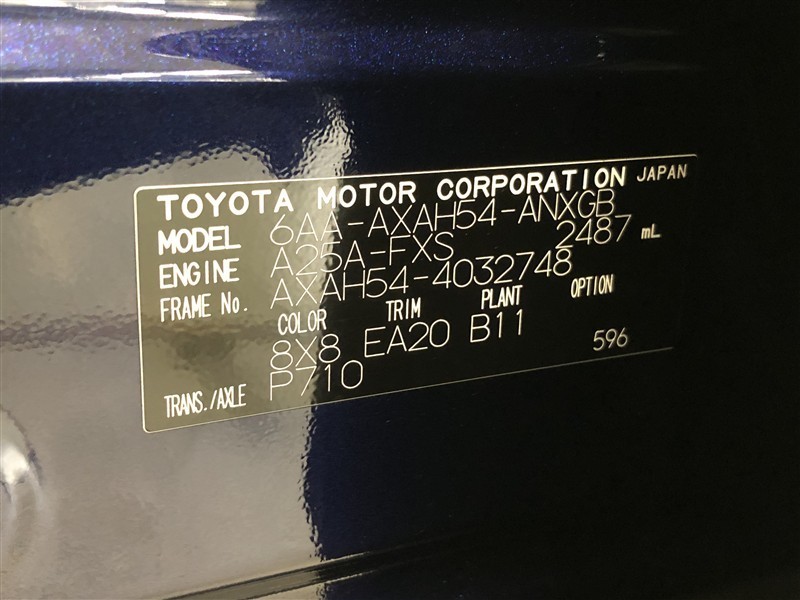 TOYOTA MOTOR CORPORATION JAPAN
MODEL 6AA-AXAH54-ANXGB
ENGINE A25A-FXS 2487 mL
FRAME No. AXAH54-4032748
COLOR TRIM PLANT OPTION
8X8 EA20 B11
TRANS./AXLE P710 596